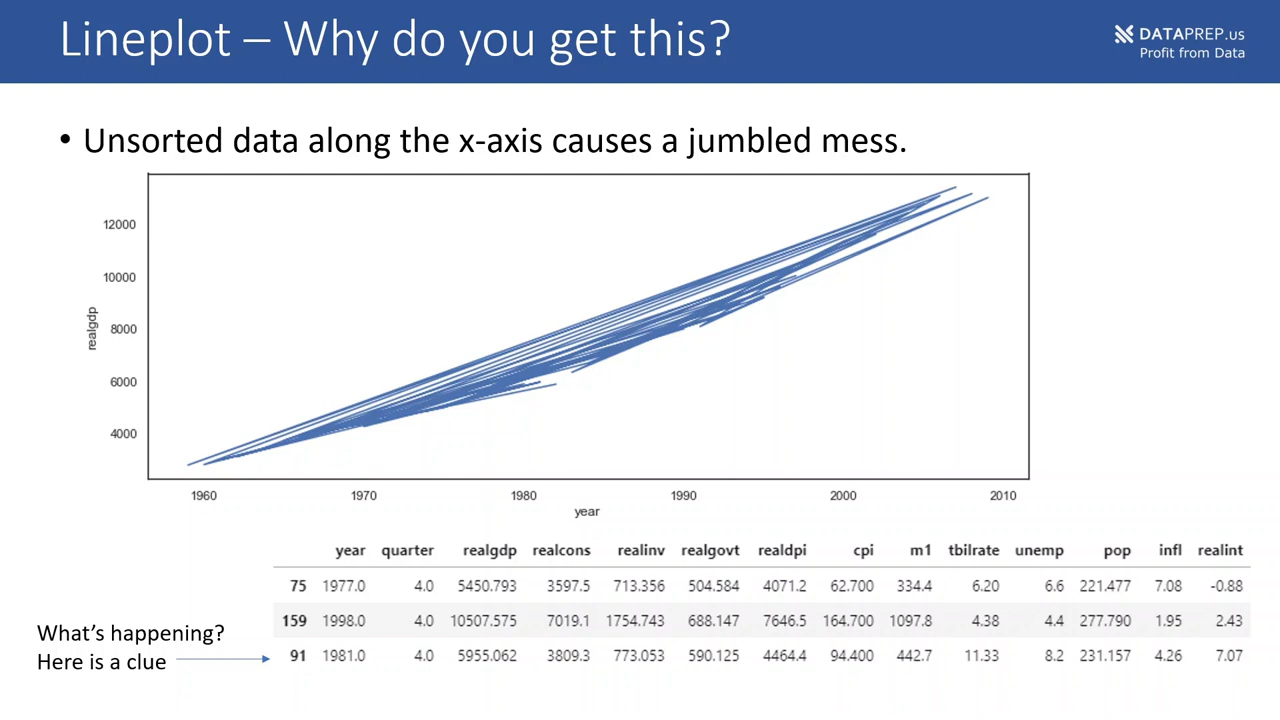 Lineplot – Why do you get this?
DATAPREP.us
Profit from Data
• Unsorted data along the x-axis causes a jumbled mess.
12000
10000
8000
6000
4000
realgdp
1960 1970 1980 1990 2000 2010
year
year quarter realgdp realcons realinv realgovt realdpi cpi m1 tbilrate unemp pop infl realint
75 1977.0 4.0 5450.793 3597.5 713.356 504.584 4071.2 62.700 334.4 6.20 6.6 221.477 7.08 -0.88
159 1998.0 4.0 10507.575 7019.1 1754.743 688.147 7646.5 164.700 1097.8 4.38 4.4 277.790 1.95 2.43
91 1981.0 4.0 5955.062 3809.3 773.053 590.125 4464.4 94.400 442.7 11.33 8.2 231.157 4.26 7.07
What’s happening?
Here is a clue